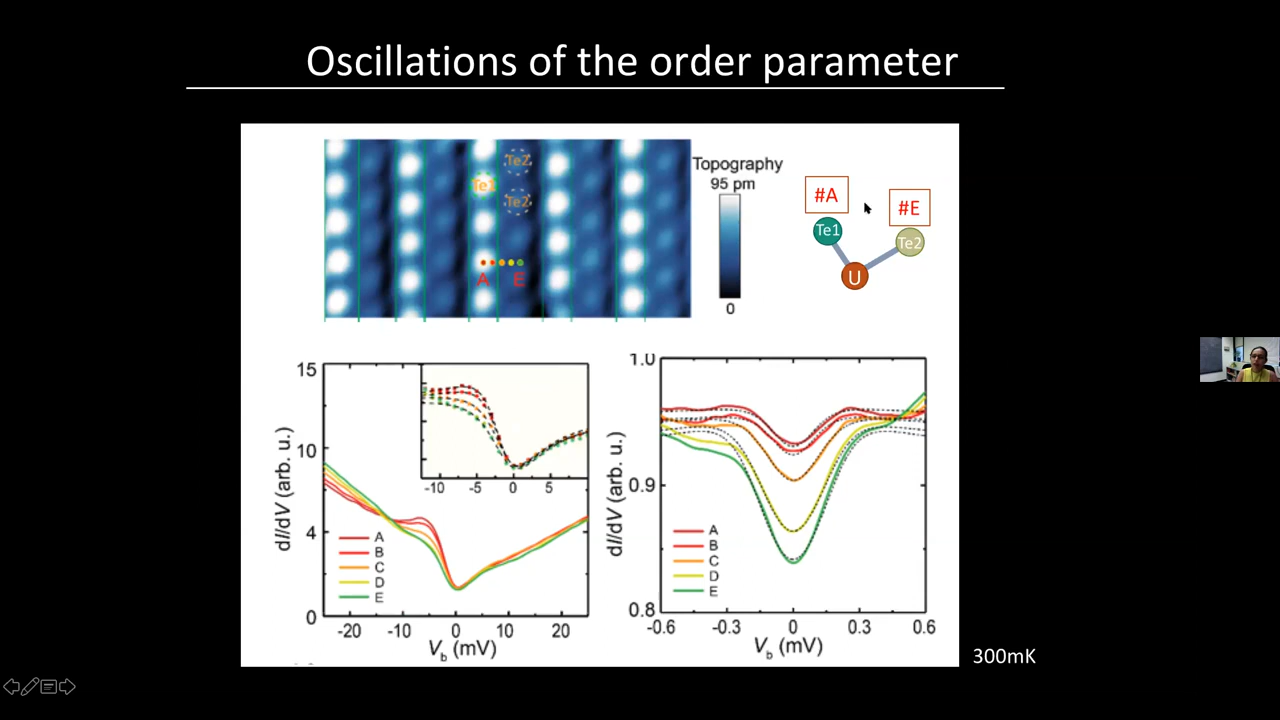 Oscillations of the order parameter
Te2
Te1
Te2
A E
Topography
95 pm
0
#A
#E
Te1
Te2
U
15
10
4
0
dI/dV (arb. u.)
-10 -5 0 5
A
B
C
D
E
-20 -10 0 10 20
Vb (mV)
1.0
0.9
0.8
dI/dV (arb. u.)
A
B
C
D
E
-0.6 -0.3 0 0.3 0.6
Vb (mV)
300mK